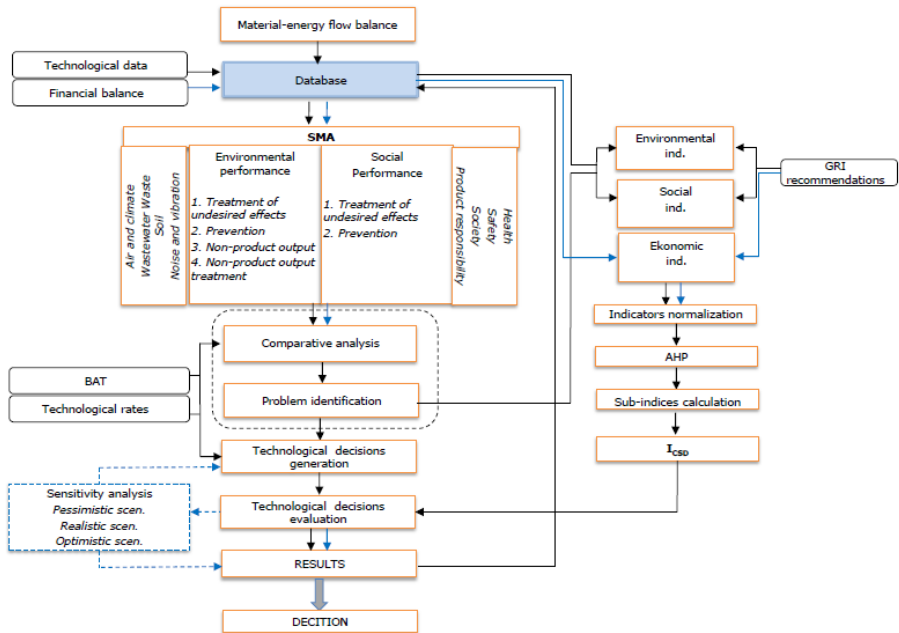 Material-energy flow balance
Technological data
Financial balance
Database
SMA
Air and climate
Wastewater Waste
Soil
Noise and vibration
Environmental
performance
1. Treatment of
undesired effects
2. Prevention
3. Non-product output
4. Non-product output
treatment
Social
Performance
1. Treatment of
undesired effects
2. Prevention
Health
Safety
Society
Product responsibility
Environmental
ind.
Social
ind.
Ekonomic
ind.
GRI
recommendations
Indicators normalization
AHP
Sub-indices calculation
I_CSD
Comparative analysis
Problem identification
BAT
Technological rates
Technological decisions
generation
Sensitivity analysis
Pessimistic scen.
Realistic scen.
Optimistic scen.
Technological decisions
evaluation
RESULTS
DECITION